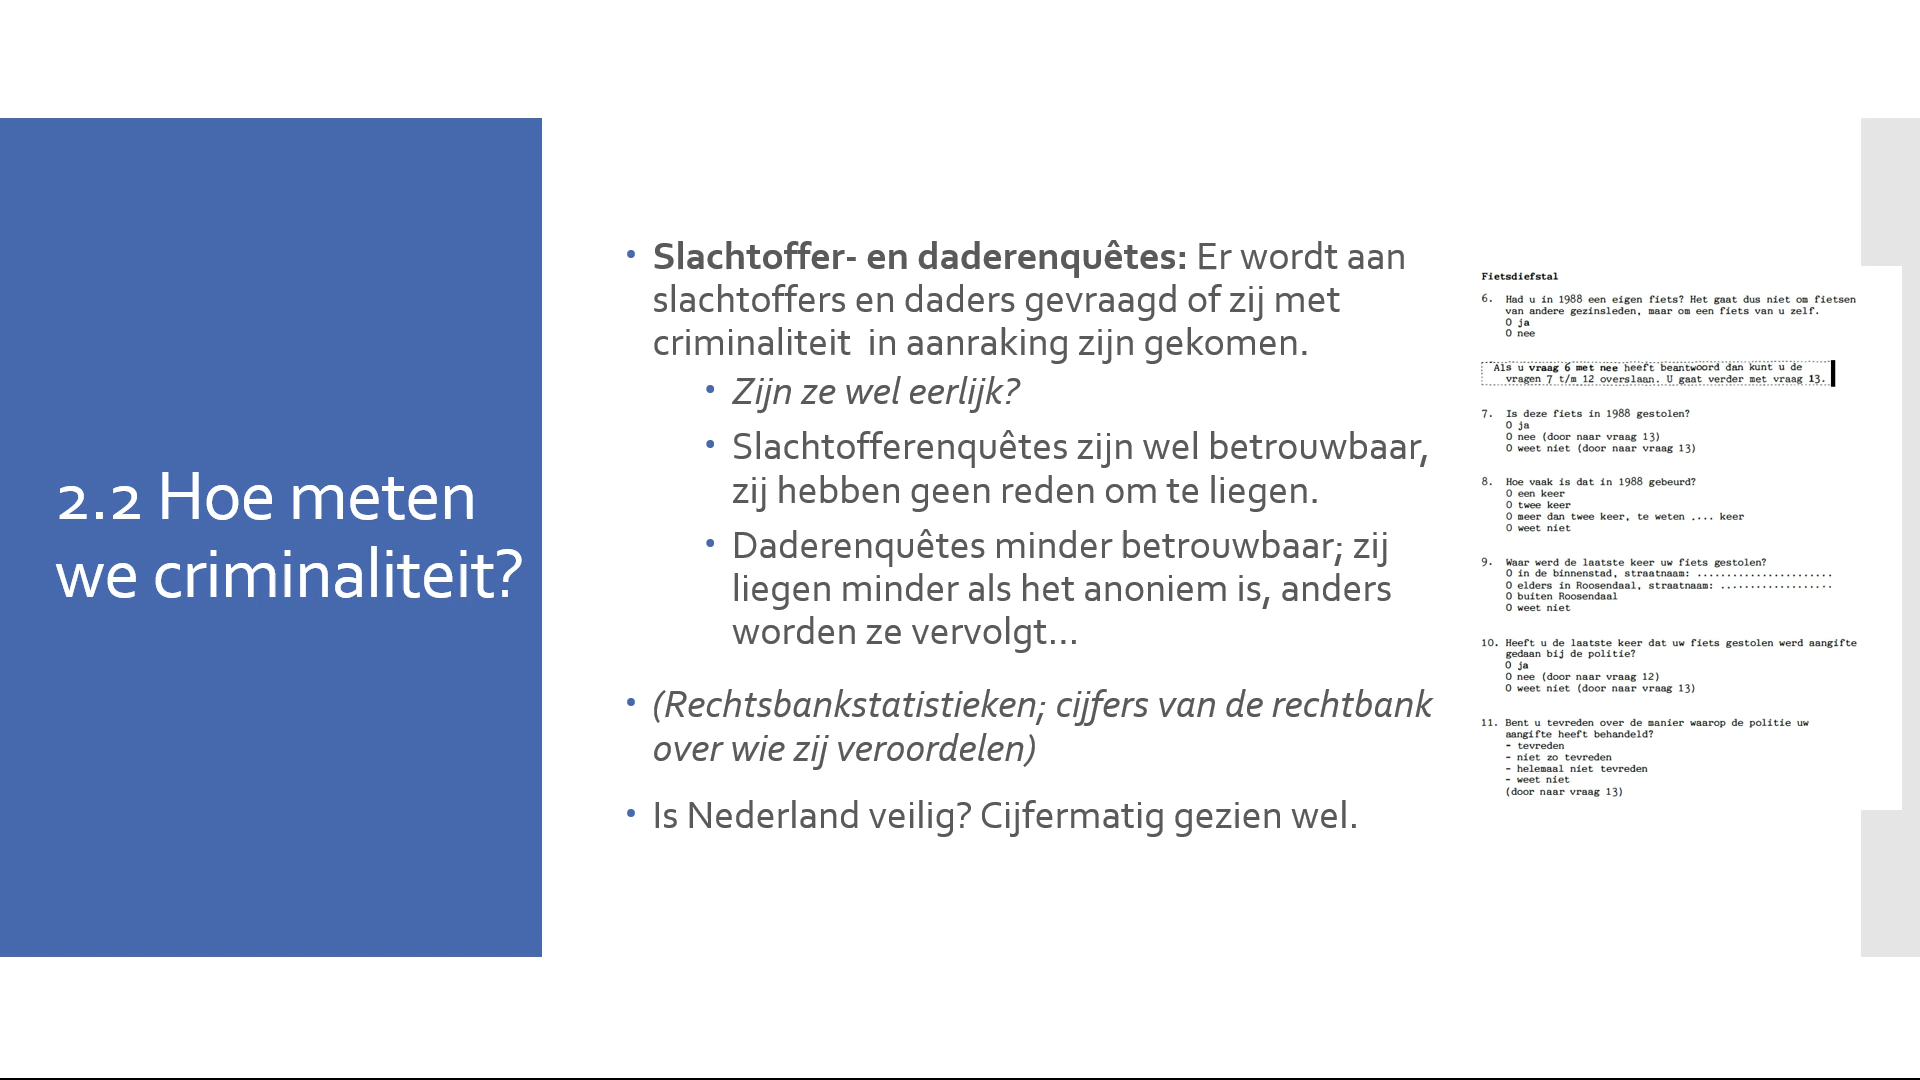 2.2 Hoe meten
we criminaliteit?
• Slachtoffer- en daderenquêtes: Er wordt aan
slachtoffers en daders gevraagd of zij met
criminaliteit  in aanraking zijn gekomen.
• Zijn ze wel eerlijk?
• Slachtofferenquêtes zijn wel betrouwbaar,
zij hebben geen reden om te liegen.
• Daderenquêtes minder betrouwbaar; zij
liegen minder als het anoniem is, anders
worden ze vervolgt...
• (Rechtsbankstatistieken; cijfers van de rechtbank
over wie zij veroordelen)
• Is Nederland veilig? Cijfermatig gezien wel.
Fietsdiefstal
6. Had u in 1988 een eigen fiets? Het gaat dus niet om fietsen
van andere gezinsleden, maar om een fiets van u zelf.
O ja
O nee
Als u vraag 6 met nee heeft beantwoord dan kunt u de
vragen 7 t/m 12 overslaan. U gaat verder met vraag 13.
7. Is deze fiets in 1988 gestolen?
O ja
O nee (door naar vraag 13)
O weet niet (door naar vraag 13)
8. Hoe vaak is dat in 1988 gebeurd?
O een keer
O twee keer
O meer dan twee keer, te weten .... keer
O weet niet
9. Waar werd de laatste keer uw fiets gestolen?
O in de binnenstad, straatnaam: .......................
O elders in Roosendaal, straatnaam: ...................
O buiten Roosendaal
O weet niet
10. Heeft u de laatste keer dat uw fiets gestolen werd aangifte
gedaan bij de politie?
O ja
O nee (door naar vraag 12)
O weet niet (door naar vraag 13)
11. Bent u tevreden over de manier waarop de politie uw
aangifte heeft behandeld?
- tevreden
- niet zo tevreden
- helemaal niet tevreden
- weet niet
(door naar vraag 13)